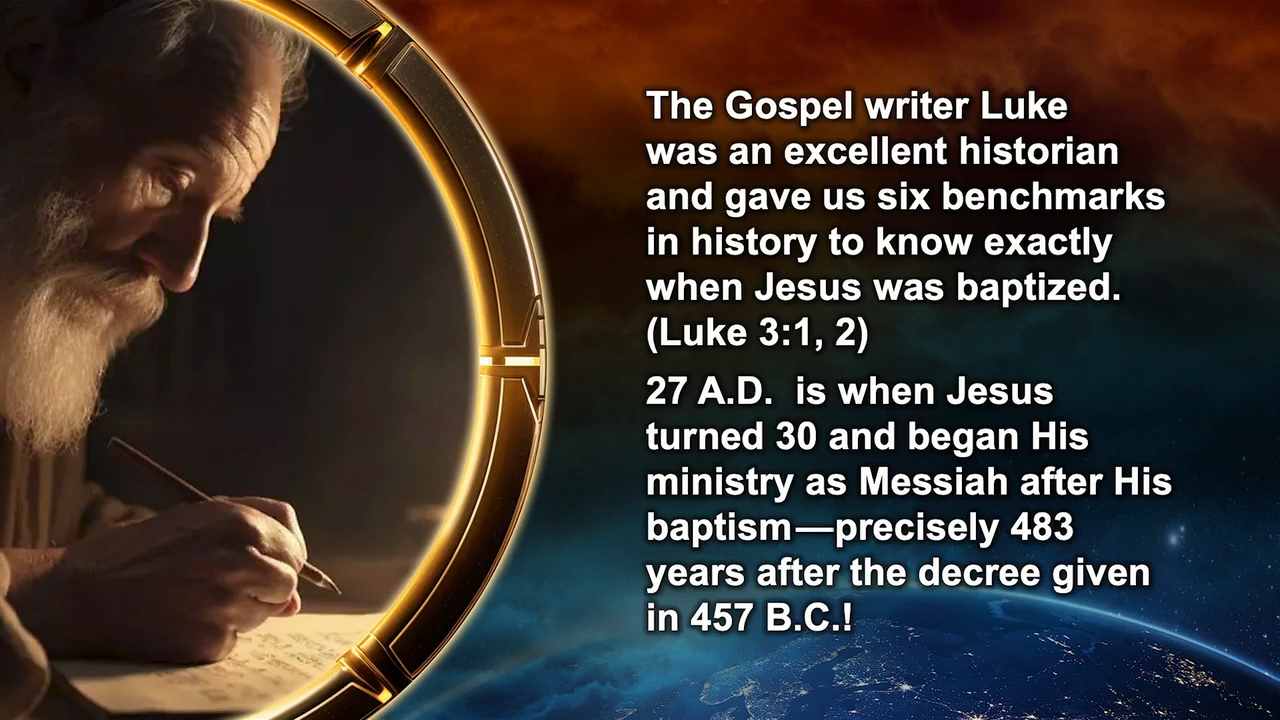 The Gospel writer Luke
was an excellent historian
and gave us six benchmarks
in history to know exactly
when Jesus was baptized.
(Luke 3:1, 2)
27 A.D.  is when Jesus
turned 30 and began His
ministry as Messiah after His
baptism—precisely 483
years after the decree given
in 457 B.C.!